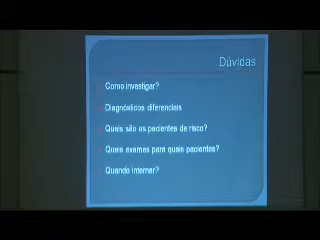 Dúvidas
Como investigar?
Diagnósticos diferenciais
Quais são os pacientes de risco?
Quais exames para quais pacientes?
Quando internar?